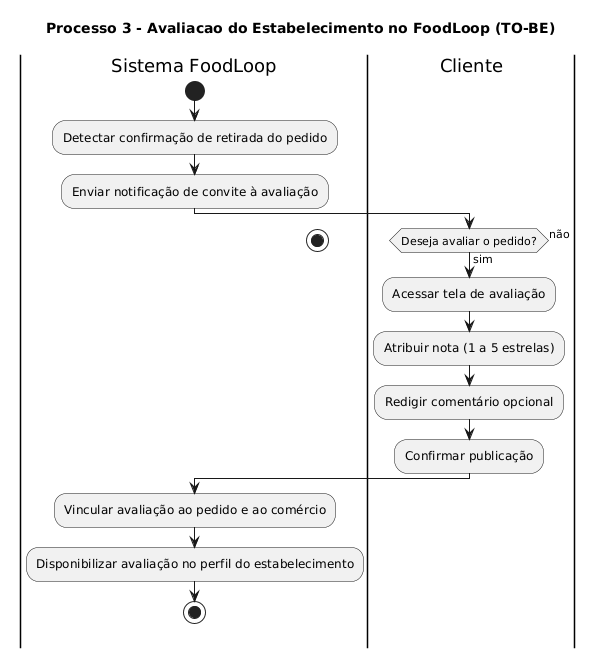 Processo 3 - Avaliacao do Estabelecimento no FoodLoop (TO-BE)
Sistema FoodLoop
Cliente
Detectar confirmação de retirada do pedido
Enviar notificação de convite à avaliação
Deseja avaliar o pedido?
não
sim
Acessar tela de avaliação
Atribuir nota (1 a 5 estrelas)
Redigir comentário opcional
Confirmar publicação
Vincular avaliação ao pedido e ao comércio
Disponibilizar avaliação no perfil do estabelecimento